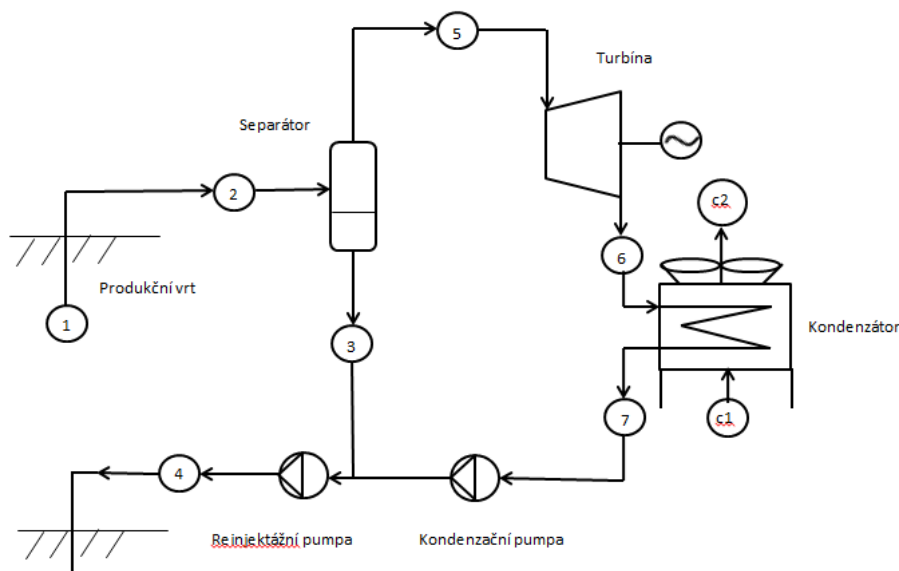 5
Turbína
Separátor
2
c2
6
Produkční vrt
1
Kondenzátor
3
7
c1
4
Reinjektážní pumpa
Kondenzační pumpa